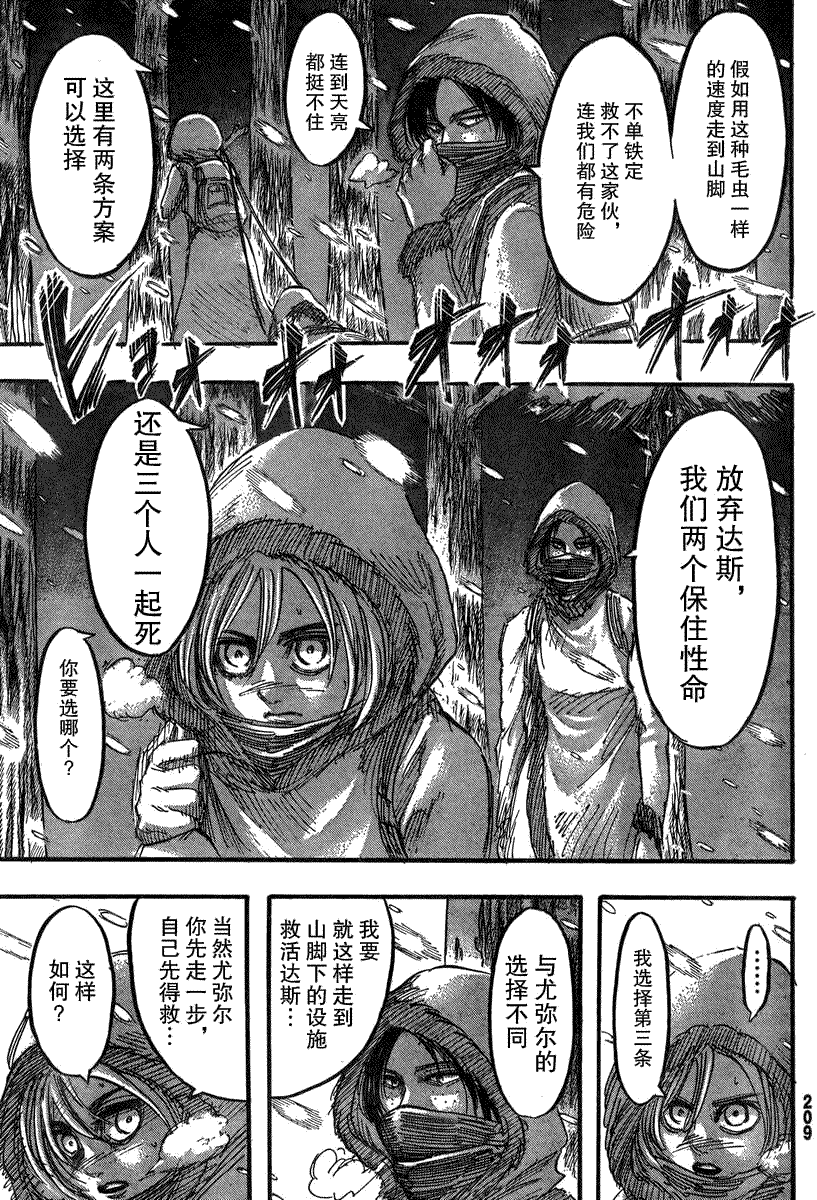 假如用这种毛虫一样
的速度走到山脚
不单铁定
救不了这家伙，
连我们都有危险
连到天亮
都挺不住
这里有两条方案
可以选择
ビュオオオオオオ
放弃达斯，
我们两个保住性命
还是三个人一起死
你要选哪个？
……
我选择第三条
与尤弥尔的
选择不同
我要
就这样走到
山脚下的设施
救活达斯…
当然尤弥尔
你先走一步，
自己先得救…
这样
如何？
209